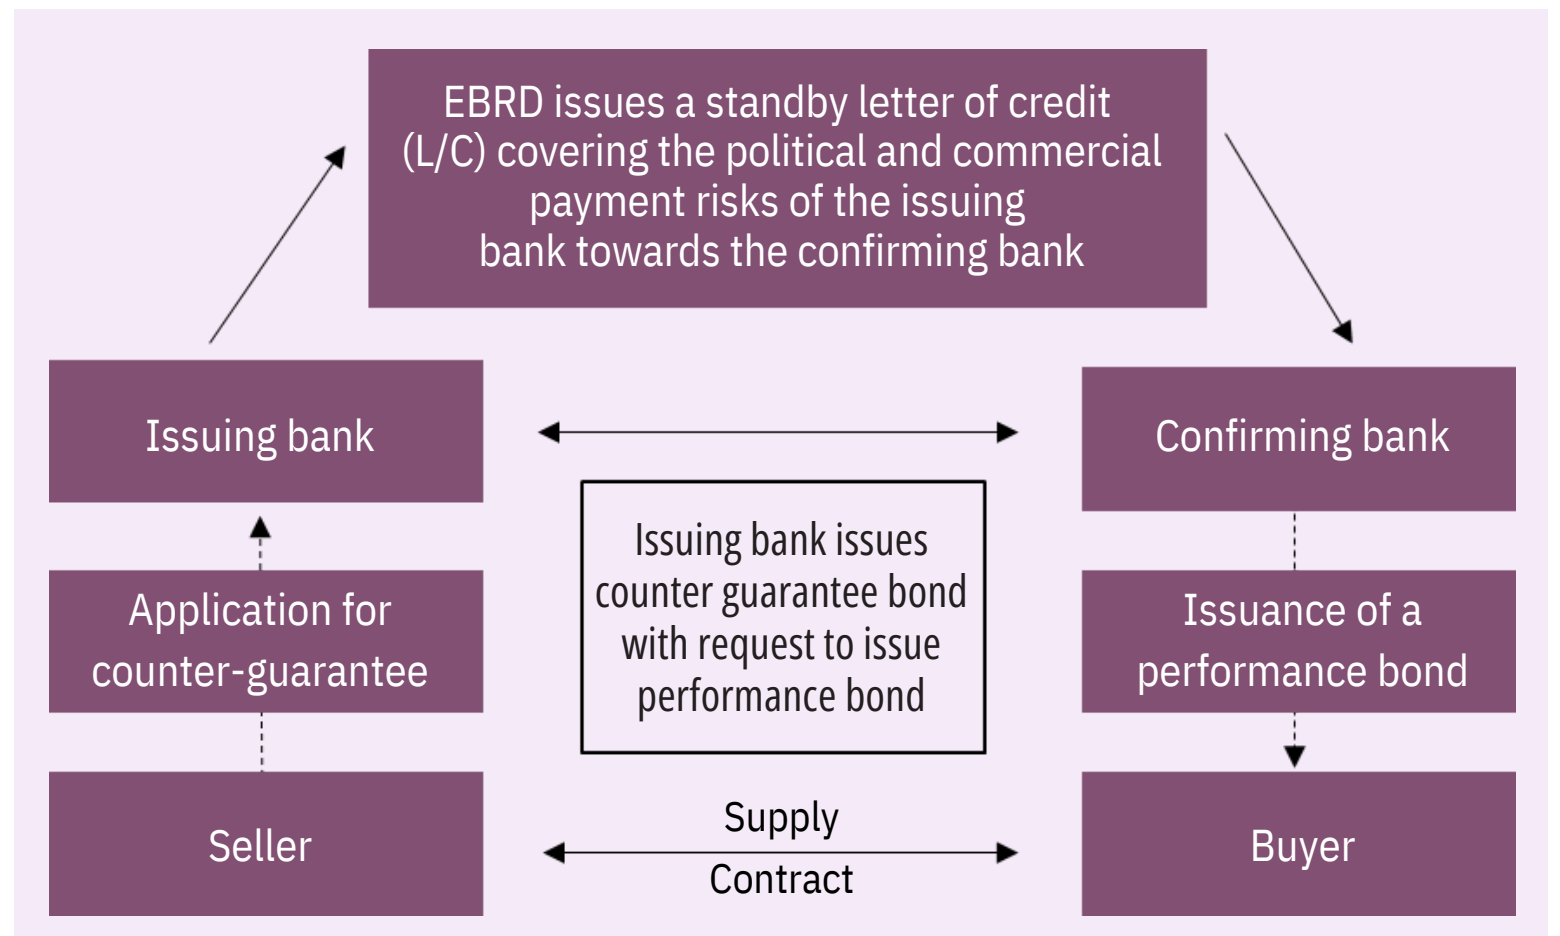 EBRD issues a standby letter of credit
(L/C) covering the political and commercial
payment risks of the issuing
bank towards the confirming bank
Issuing bank
Confirming bank
Issuing bank issues
counter guarantee bond
with request to issue
performance bond
Application for
counter-guarantee
Issuance of a
performance bond
Seller
Supply
Contract
Buyer